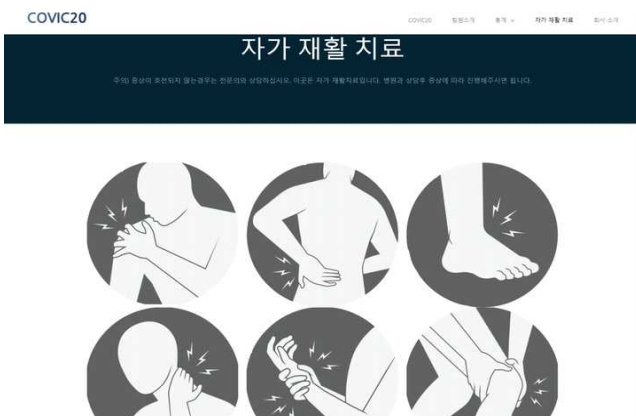 COVIC20
COVIC20 팀원소개 통계 자가 재활 치료 회사 소개
자가 재활 치료
주의) 증상이 호전되지 않는경우는 전문의와 상담하십시오. 이곳은 자가 재활치료입니다. 병원과 상담후 증상에 따라 진행해주시면 됩니다.